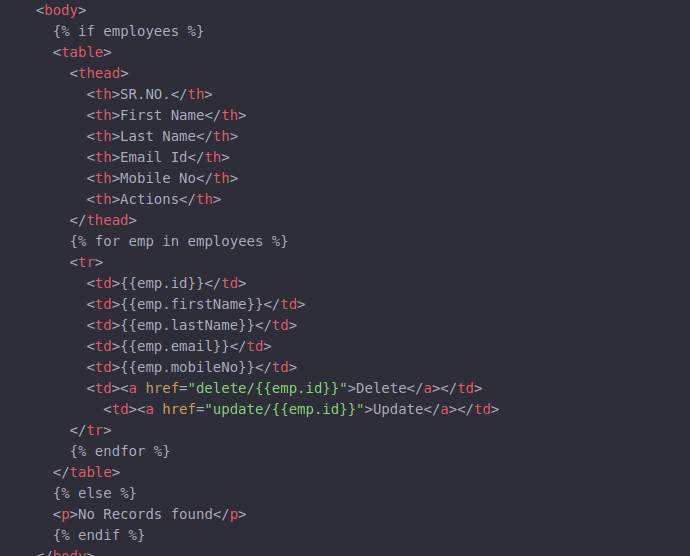 <body>
{% if employees %}
<table>
<thead>
<th>SR.NO.</th>
<th>First Name</th>
<th>Last Name</th>
<th>Email Id</th>
<th>Mobile No</th>
<th>Actions</th>
</thead>
{% for emp in employees %}
<tr>
<td>{{emp.id}}</td>
<td>{{emp.firstName}}</td>
<td>{{emp.lastName}}</td>
<td>{{emp.email}}</td>
<td>{{emp.mobileNo}}</td>
<td><a href="delete/{{emp.id}}">Delete</a></td>
<td><a href="update/{{emp.id}}">Update</a></td>
</tr>
{% endfor %}
</table>
{% else %}
<p>No Records found</p>
{% endif %}
</body>